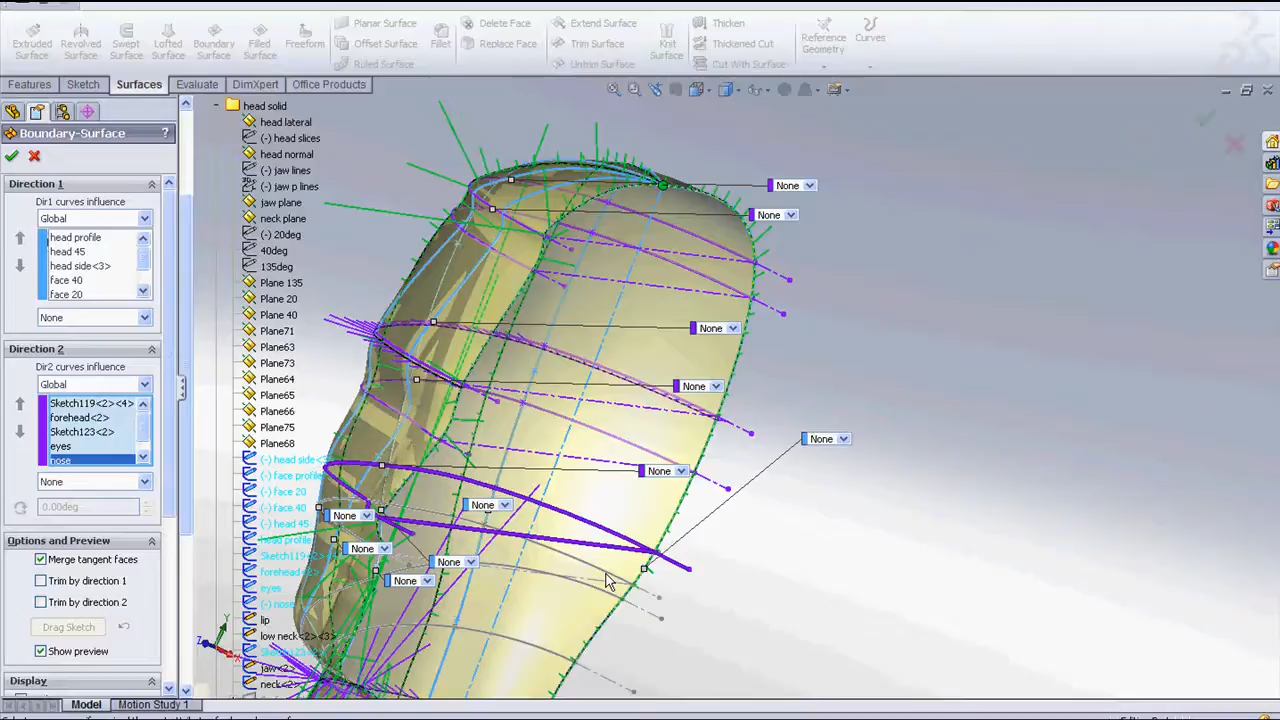 Extruded Surface
Revolved Surface
Swept Surface
Lofted Surface
Boundary Surface
Filled Surface
Freeform
Planar Surface
Offset Surface
Ruled Surface
Fillet
Delete Face
Replace Face
Extend Surface
Trim Surface
Untrim Surface
Knit Surface
Thicken
Thickened Cut
Cut With Surface
Reference Geometry
Curves
Features
Sketch
Surfaces
Evaluate
DimXpert
Office Products
Boundary-Surface
?
Direction 1
Dir1 curves influence
Global
head profile
head 45
head side<3>
face 40
face 20
None
Direction 2
Dir2 curves influence
Global
Sketch119<2><4>
forehead<2>
Sketch123<2>
eyes
nose
None
0.00deg
Options and Preview
Merge tangent faces
Trim by direction 1
Trim by direction 2
Drag Sketch
Show preview
Display
head solid
head lateral
(-) head slices
head normal
(-) jaw lines
(-) jaw p lines
jaw plane
neck plane
(-) 20deg
40deg
135deg
Plane 135
Plane 20
Plane 40
Plane71
Plane63
Plane73
Plane64
Plane65
Plane66
Plane75
Plane68
(-) head side<3>
(-) face profile
(-) face 20
(-) face 40
(-) head 45
head profile
Sketch119<2><4>
forehead<2>
eyes
(-) nose
lip
low neck<2><3>
Sketch123<2>
jaw<2>
neck<2>
None
None
None
None
None
None
None
None
None
None
None
Model
Motion Study 1